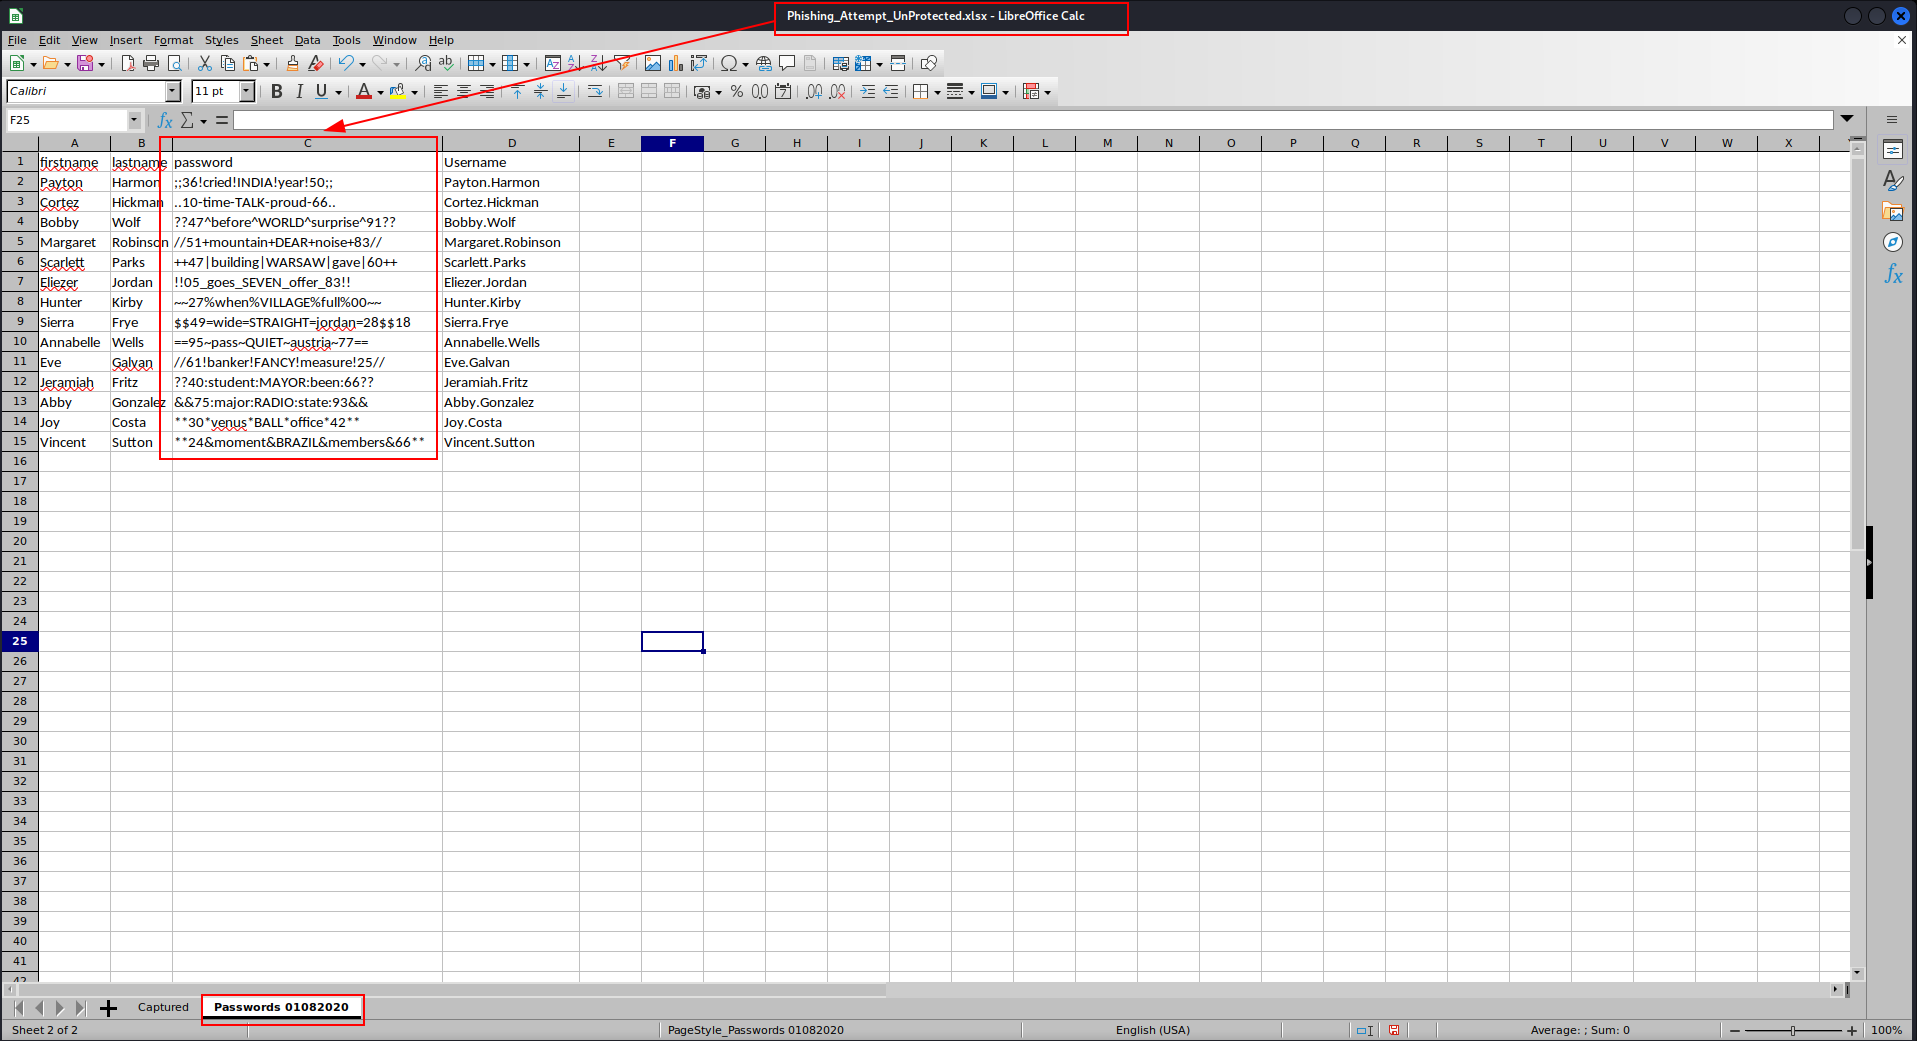 Phishing_Attempt_UnProtected.xlsx - LibreOffice Calc
File Edit View Insert Format Styles Sheet Data Tools Window Help
Calibri 11 pt
F25
A B C D E F G H I J K L M N O P Q R S T U V W X
1 firstname lastname password Username
2 Payton Harmon ;;36!cried!INDIA!year!50;; Payton.Harmon
3 Cortez Hickman ..10-time-TALK-proud-66.. Cortez.Hickman
4 Bobby Wolf ??47^before^WORLD^surprise^91?? Bobby.Wolf
5 Margaret Robinson //51+mountain+DEAR+noise+83// Margaret.Robinson
6 Scarlett Parks ++47|building|WARSAW|gave|60++ Scarlett.Parks
7 Eliezer Jordan !!05_goes_SEVEN_offer_83!! Eliezer.Jordan
8 Hunter Kirby ~~27%when%VILLAGE%full%00~~ Hunter.Kirby
9 Sierra Frye $$49=wide=STRAIGHT=jordan=28$$18 Sierra.Frye
10 Annabelle Wells ==95~pass~QUIET~austria~77== Annabelle.Wells
11 Eve Galvan //61!banker!FANCY!measure!25// Eve.Galvan
12 Jeramiah Fritz ??40:student:MAYOR:been:66?? Jeramiah.Fritz
13 Abby Gonzalez &&75:major:RADIO:state:93&& Abby.Gonzalez
14 Joy Costa **30*venus*BALL*office*42** Joy.Costa
15 Vincent Sutton **24&moment&BRAZIL&members&66** Vincent.Sutton
16
17
18
19
20
21
22
23
24
25
26
27
28
29
30
31
32
33
34
35
36
37
38
39
40
41
42
Captured Passwords 01082020
Sheet 2 of 2 PageStyle_Passwords 01082020 English (USA) Average: ; Sum: 0 100%